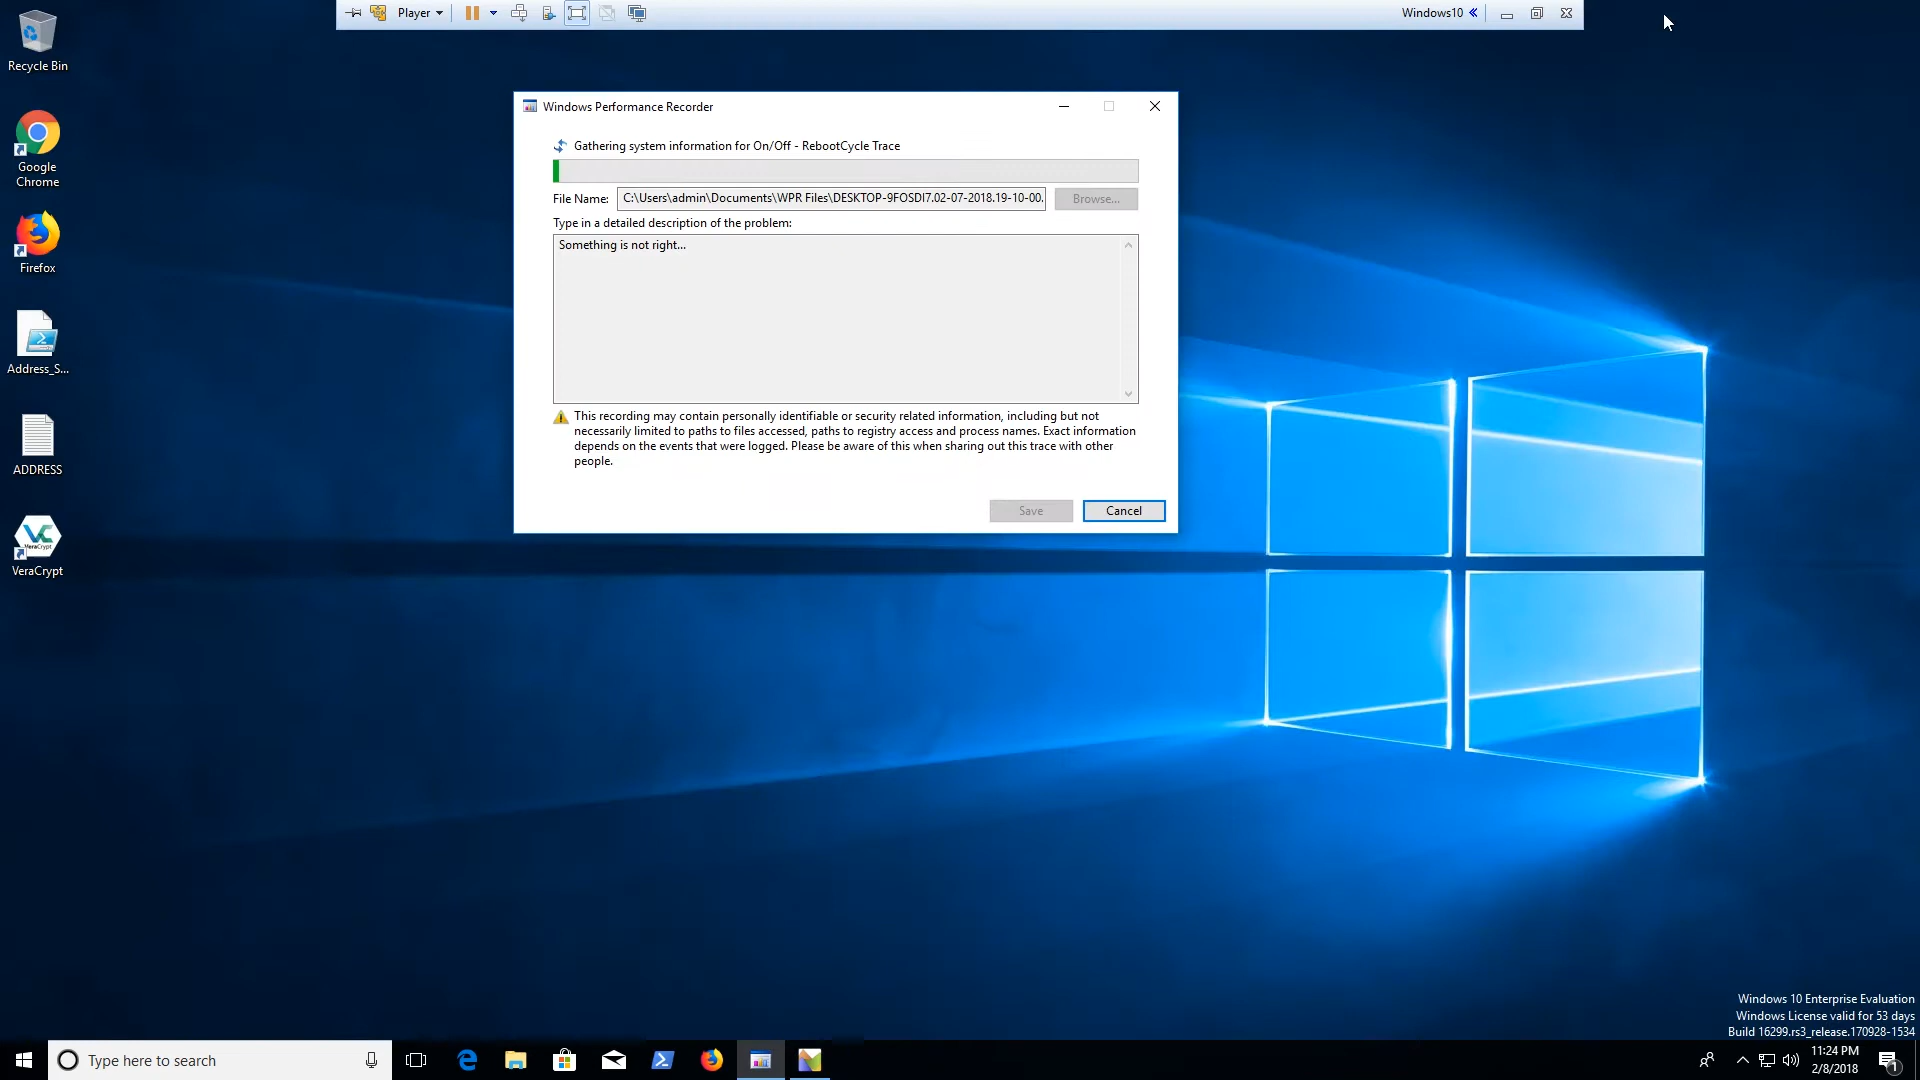 Player
Windows10
Recycle Bin
Google
Chrome
Firefox
Address_S...
ADDRESS
VeraCrypt
VeraCrypt
Windows Performance Recorder
Gathering system information for On/Off - RebootCycle Trace
File Name: C:\Users\admin\Documents\WPR Files\DESKTOP-9FOSDI7.02-07-2018.19-10-00. Browse...
Type in a detailed description of the problem:
Something is not right...
This recording may contain personally identifiable or security related information, including but not
necessarily limited to paths to files accessed, paths to registry access and process names. Exact information
depends on the events that were logged. Please be aware of this when sharing out this trace with other
people.
Save Cancel
Windows 10 Enterprise Evaluation
Windows License valid for 53 days
Build 16299.rs3_release.170928-1534
Type here to search
11:24 PM
2/8/2018
1